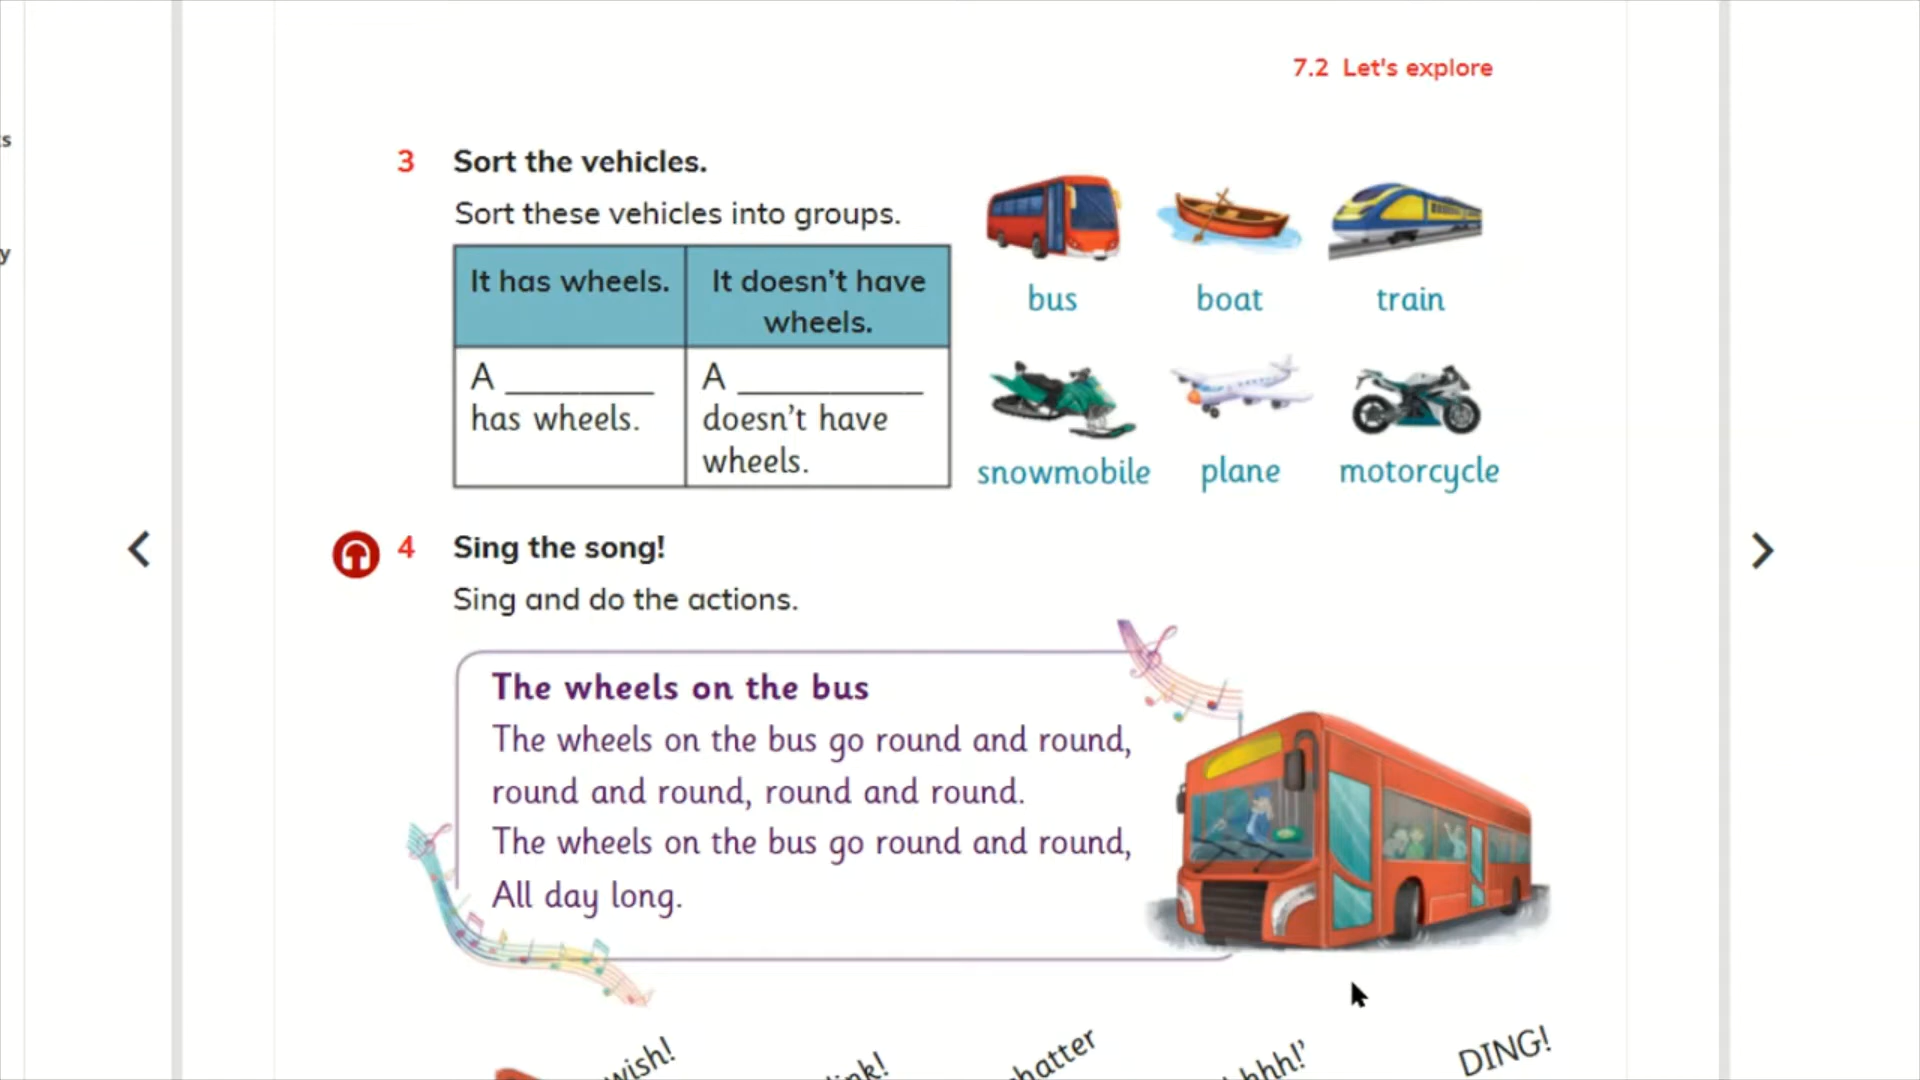 7.2 Let's explore
3 Sort the vehicles.
Sort these vehicles into groups.
It has wheels.
It doesn't have
wheels.
A
has wheels.
A
doesn't have
wheels.
bus
boat
train
snowmobile
plane
motorcycle
4 Sing the song!
Sing and do the actions.
The wheels on the bus
The wheels on the bus go round and round,
round and round, round and round.
The wheels on the bus go round and round,
All day long.
DING!